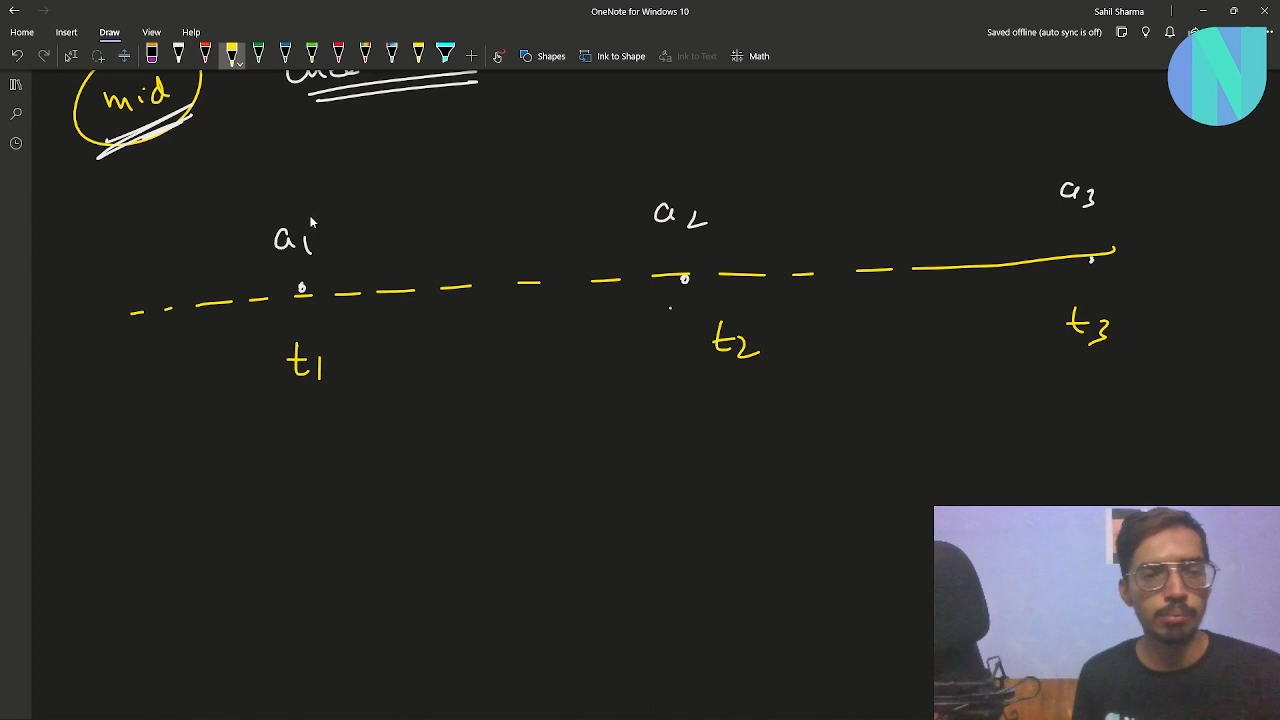 OneNote for Windows 10
Sahil Sharma
Home Insert Draw View Help
Saved offline (auto sync is off)
Shapes Ink to Shape Ink to Text Math
mid
a1 a2 a3
t1 t2 t3
N